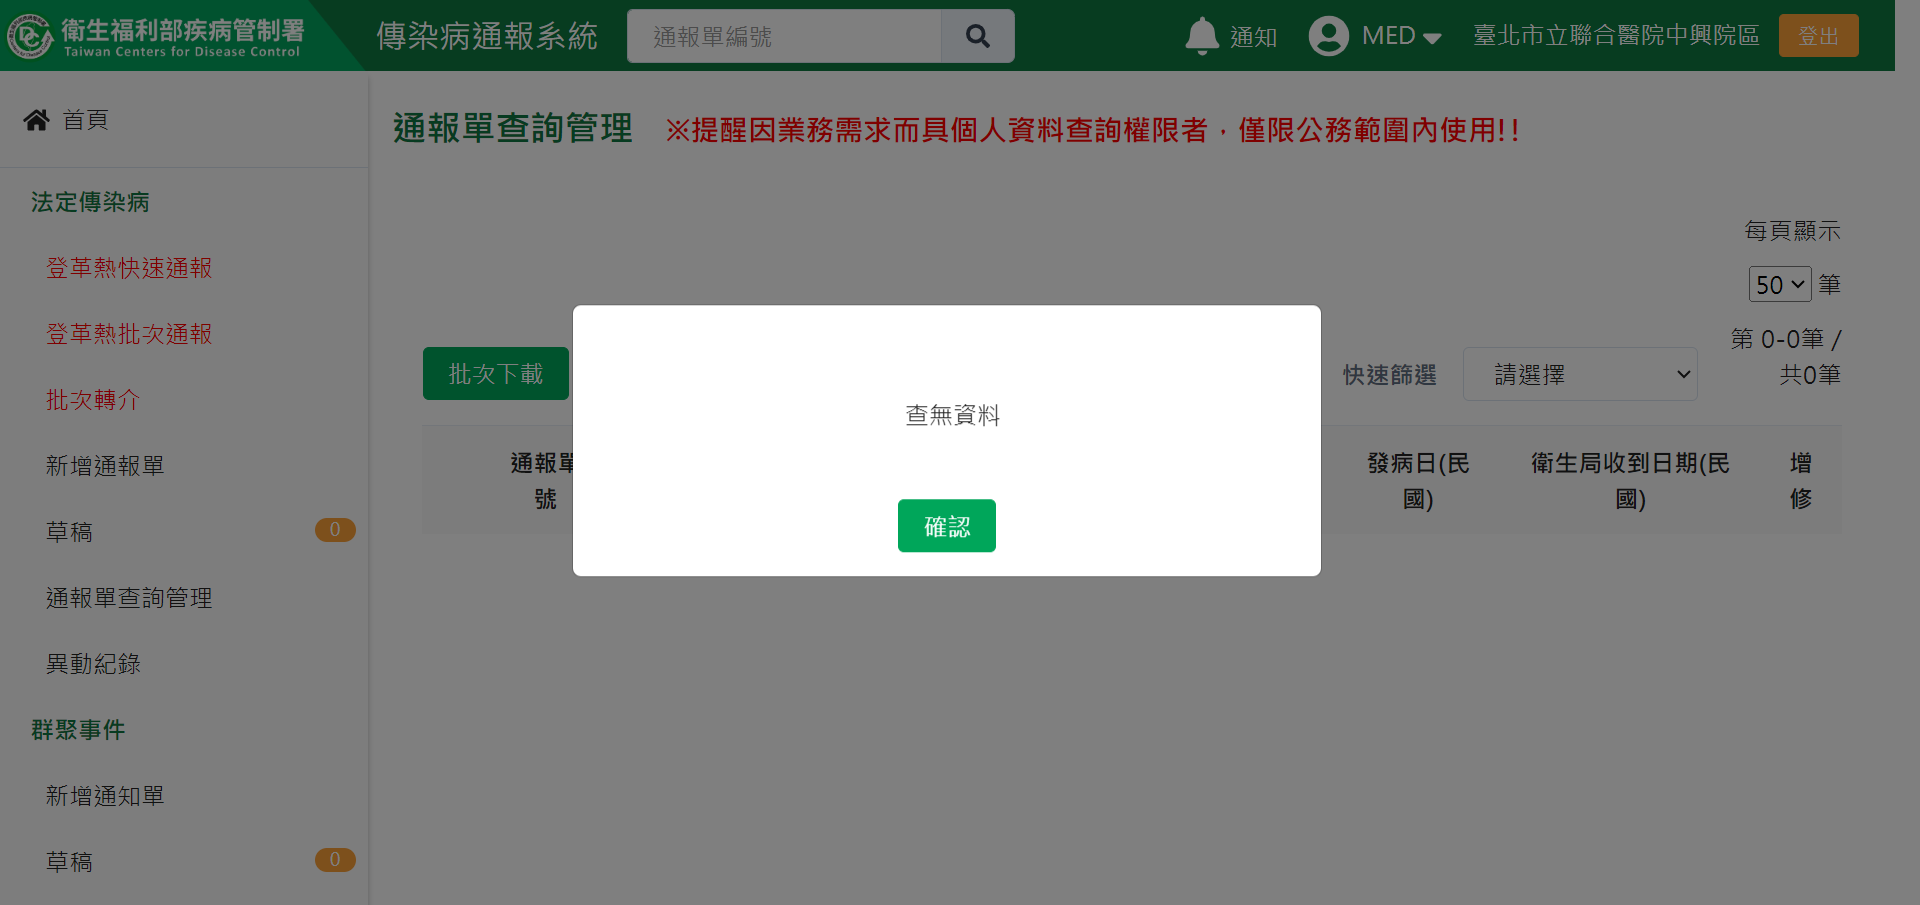 衛生福利部疾病管制署
Taiwan Centers for Disease Control
傳染病通報系統
通報單編號
通知
MED
臺北市立聯合醫院中興院區
登出
首頁
法定傳染病
登革熱快速通報
登革熱批次通報
批次轉介
新增通報單
草稿
0
通報單查詢管理
異動紀錄
群聚事件
新增通知單
草稿
0
通報單查詢管理
※提醒因業務需求而具個人資料查詢權限者，僅限公務範圍內使用!!
每頁顯示
50 筆
第 0-0筆 /
共0筆
批次下載
快速篩選
請選擇
通報單
號
發病日(民
國)
衛生局收到日期(民
國)
增
修
查無資料
確認